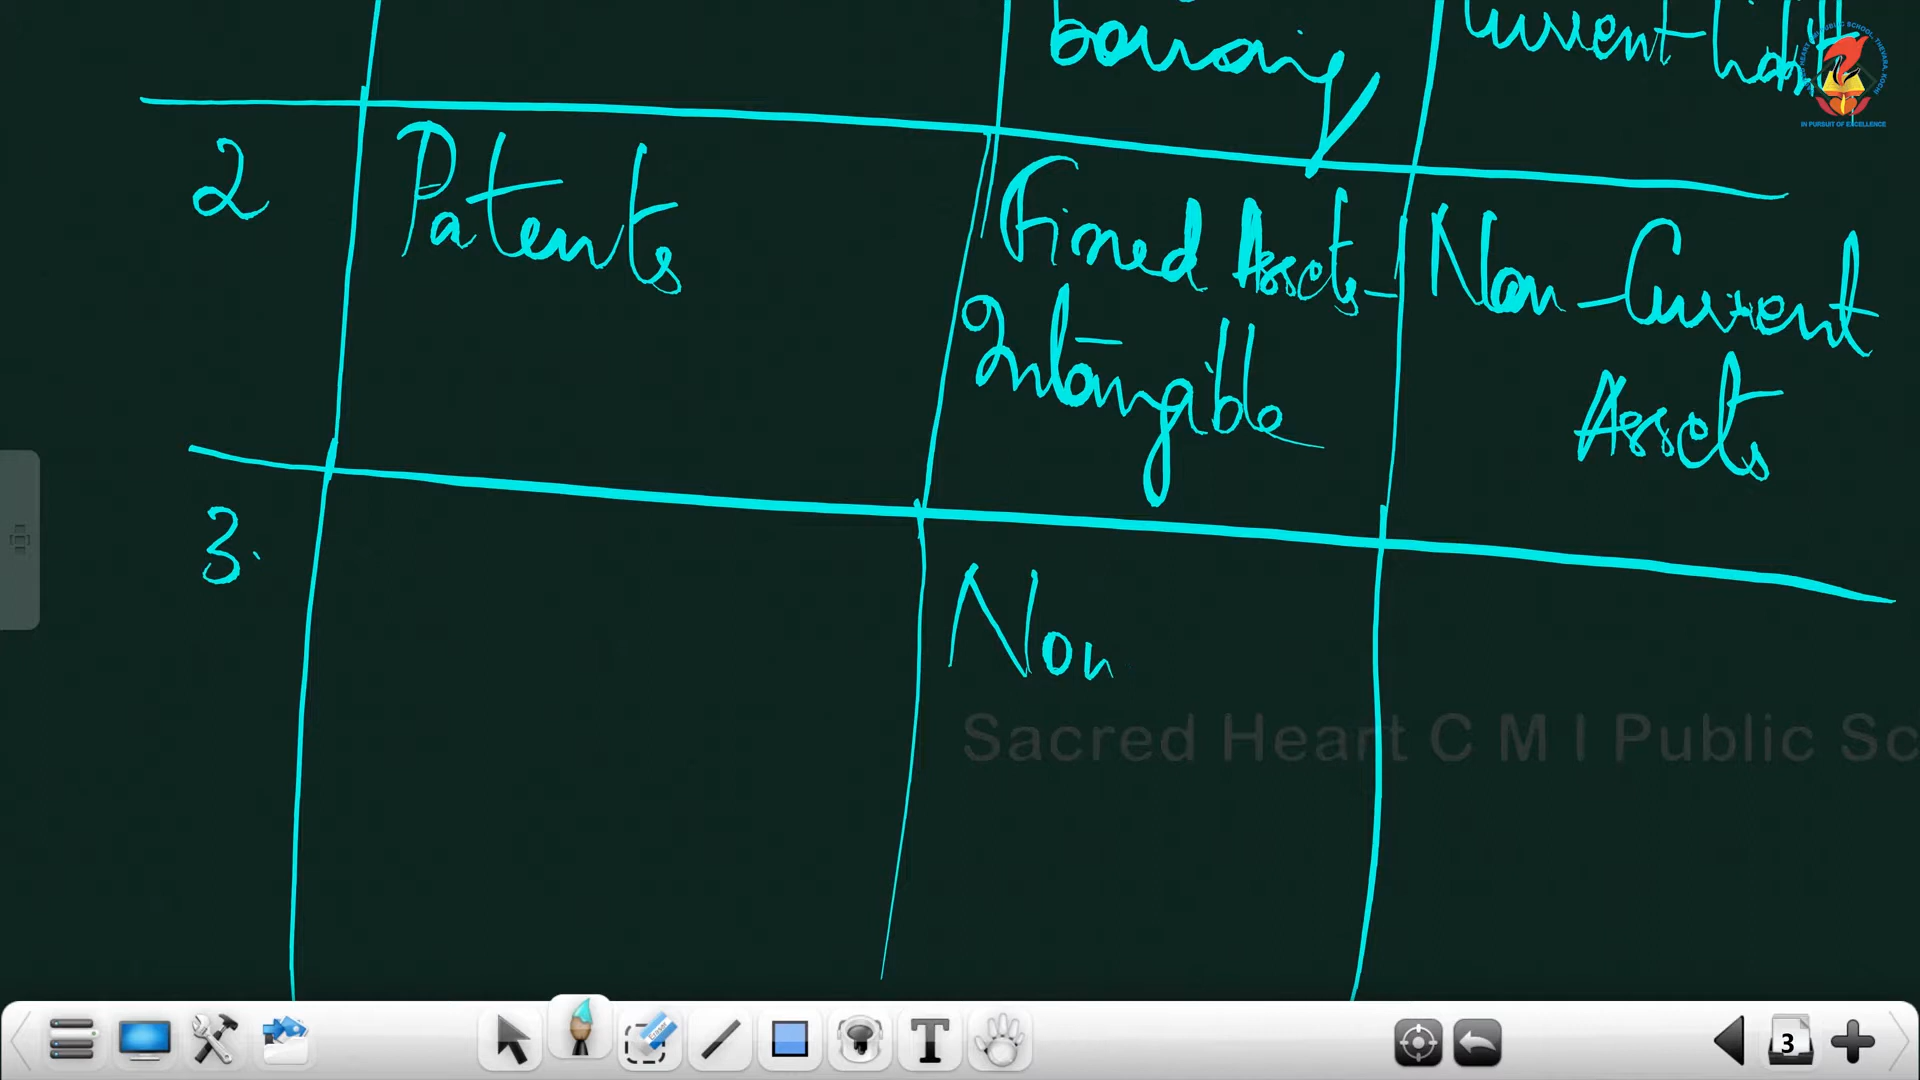 borrowing
Current Liabilit
2
Patents
Fixed Assets-
Intangible
Non-Current
Assets
3.
Non
Sacred Heart C M I Public Sc
IN PURSUIT OF EXCELLENCE
T
3